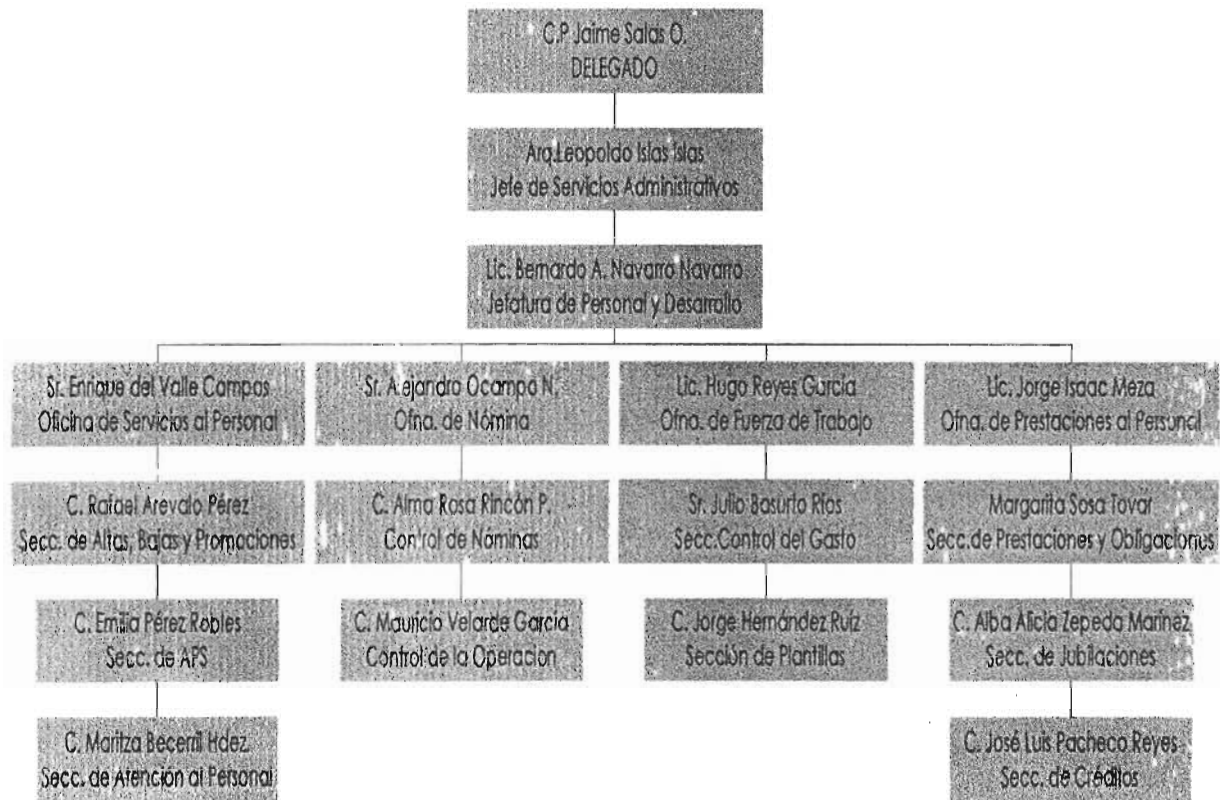 C.P Jaime Salas O.
DELEGADO
Arq.Leopoldo Islas Islas
Jefe de Servicios Administrativos
Lic. Bernardo A. Navarro Navarro
Jefatura de Personal y Desarrollo
Sr. Enrique del Valle Campos
Oficina de Servicios al Personal
Sr. Alejandro Ocampo N.
Ofna. de Nómina
Lic. Hugo Reyes García
Ofna. de Fuerza de Trabajo
Lic. Jorge Isaac Meza
Ofna. de Prestaciones al Personal
C. Rafael Arevalo Pérez
Secc. de Altas, Bajas y Promociones
C. Alma Rosa Rincón P.
Control de Nóminas
Sr. Julio Basurto Ríos
Secc.Control del Gasto
Margarita Sosa Tovar
Secc.de Prestaciones y Obligaciones
C. Emilia Pérez Robles
Secc. de APS
C. Mauricio Velarde García
Control de la Operacion
C. Jorge Hernández Ruíz
Sección de Plantillas
C. Alba Alicia Zepeda Marinez
Secc. de Jubilaciones
C. Maritza Becerril Hdez.
Secc. de Atención al Personal
C. José Luis Pacheco Reyes
Secc. de Créditos